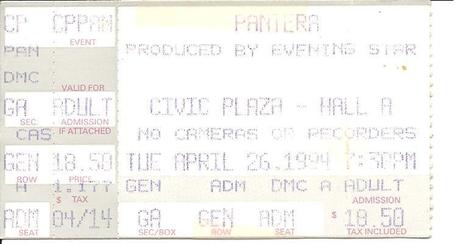 CP CPPAN PANTERA
EVENT
PAN PRODUCED BY EVENING STAR
DMC VALID FOR
GA ADULT CIVIC PLAZA - HALL A
SEC. ADMISSION
IF ATTACHED
CAS NO CAMERAS OR RECORDERS
GEN 18.50 TUE APRIL 26,1994 7:30PM
ROW PRICE
A 1.17T GEN ADM DMC A ADULT
$ TAX
ADM 04/14 GA GEN ADM $ 18.50
SEAT SEC/BOX ROW SEAT TAX INCLUDED